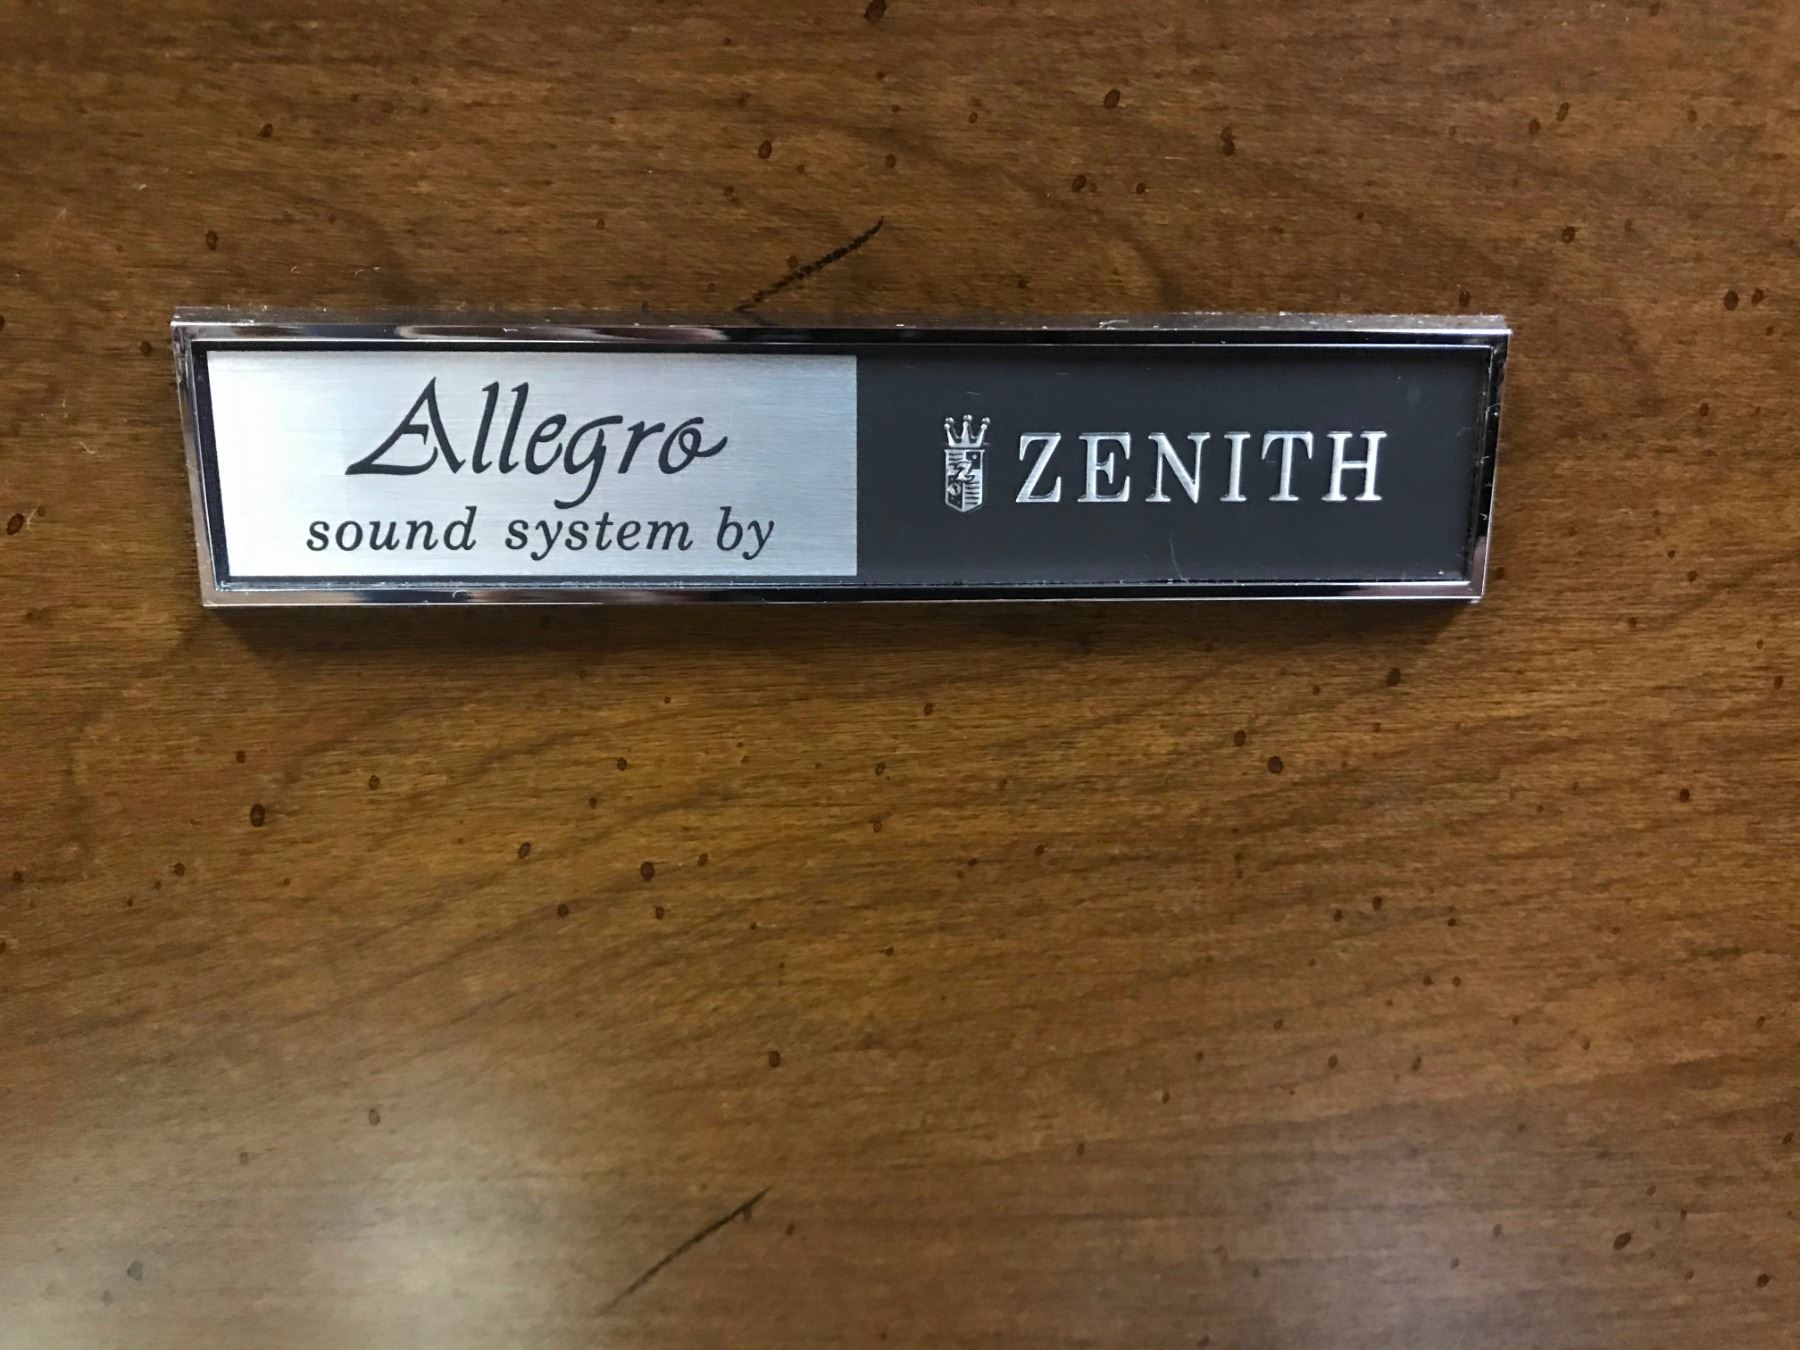 Allegro
sound system by
ZENITH